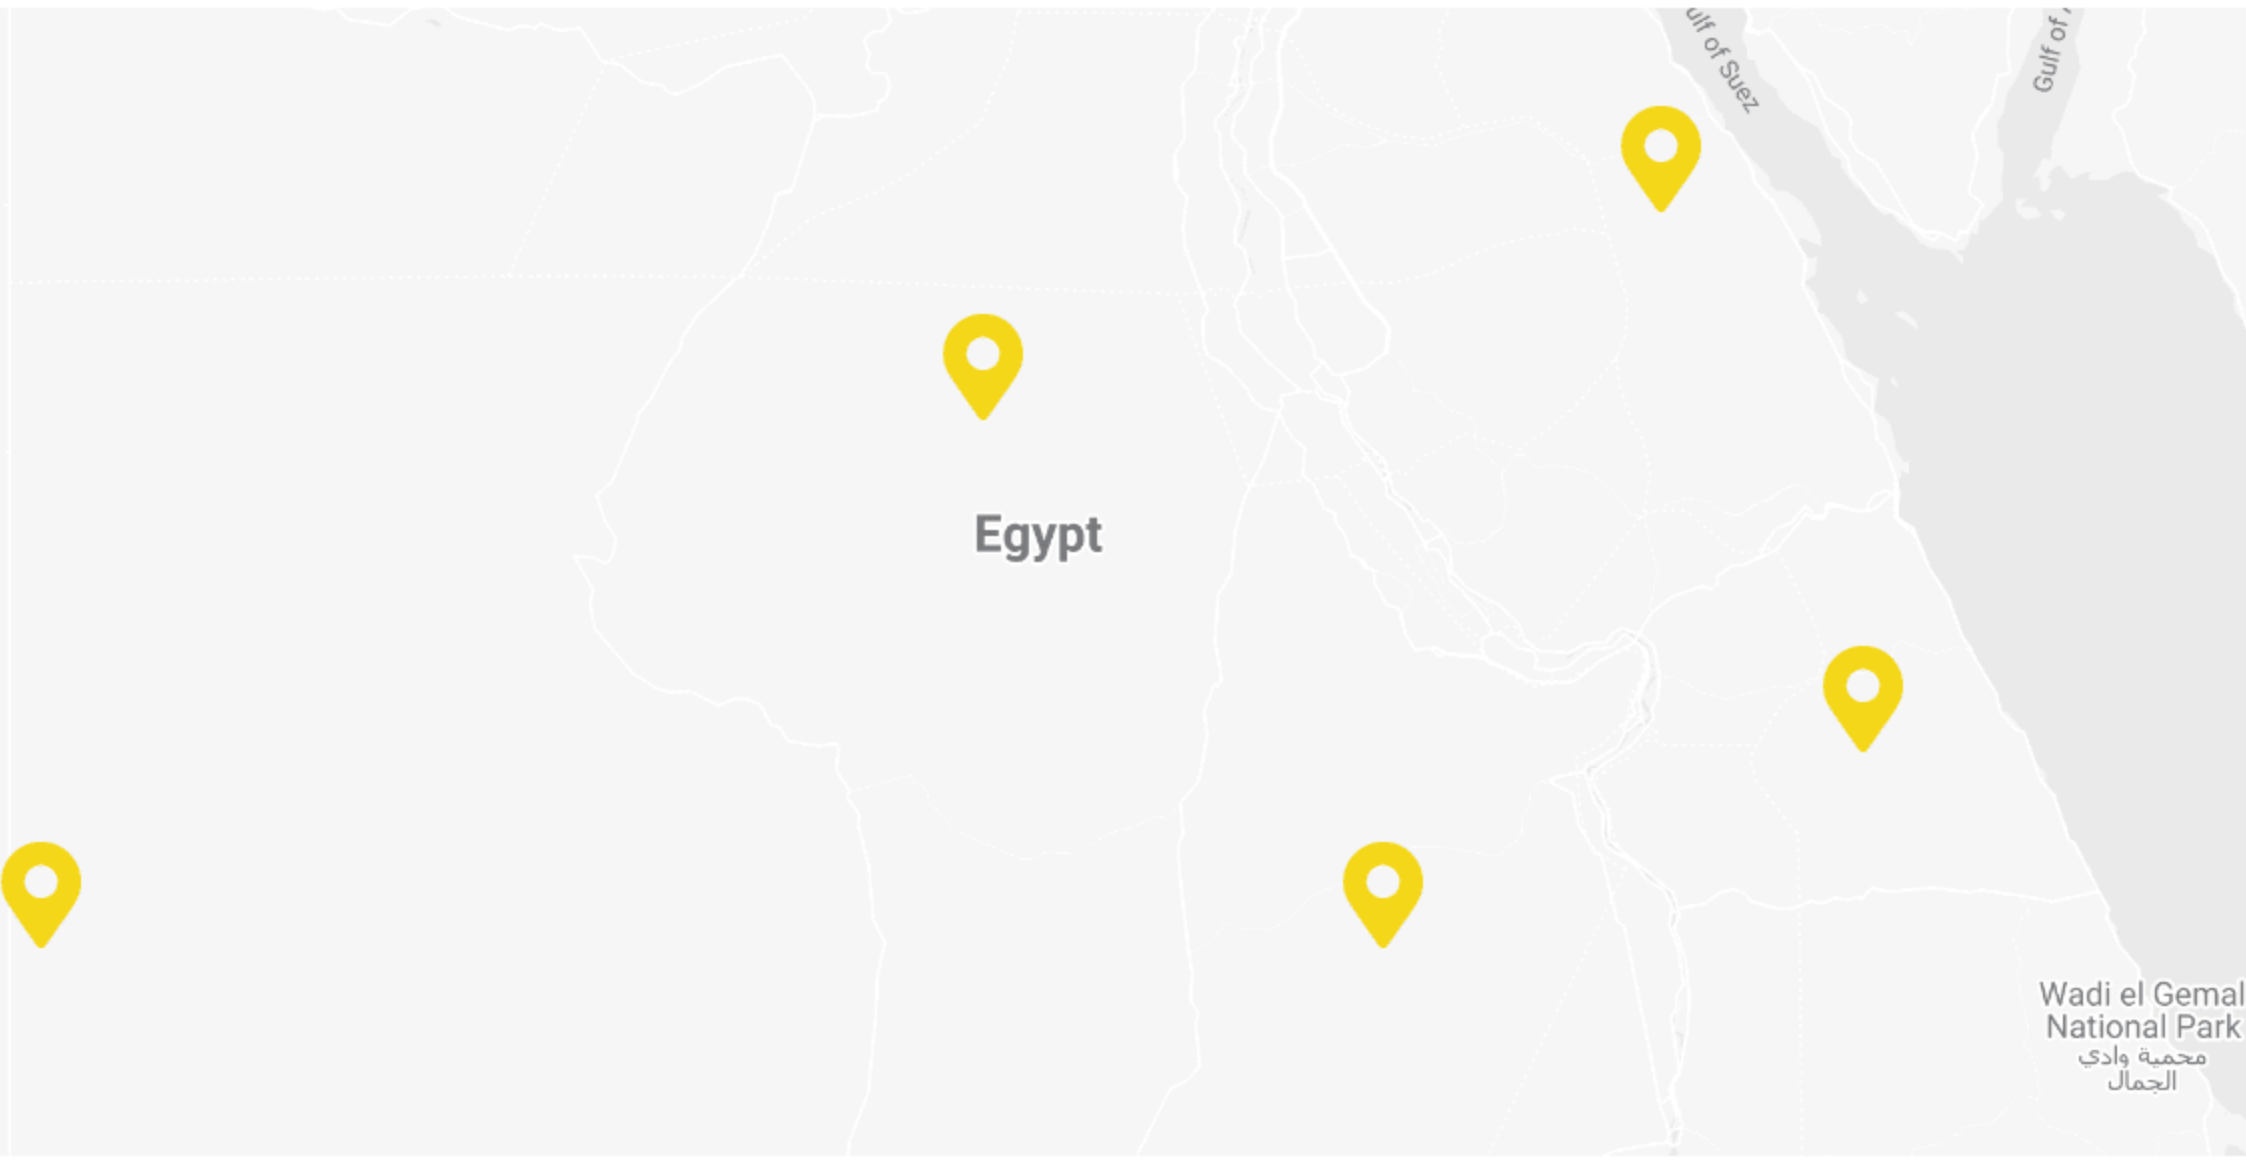 ulf of Suez
Gulf of
Egypt
Wadi el Gemal
National Park
محمية وادي
الجمال